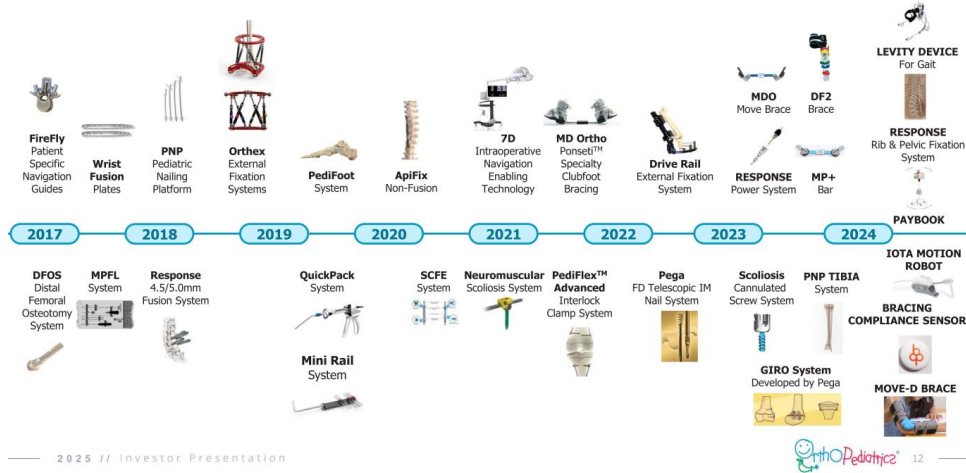 FireFly
Patient
Specific
Navigation
Guides
Wrist
Fusion
Plates
PNP
Pediatric
Nailing
Platform
Orthex
External
Fixation
Systems
PediFoot
System
ApiFix
Non-Fusion
7D
Intraoperative
Navigation
Enabling
Technology
MD Ortho
Ponseti™
Specialty
Clubfoot
Bracing
Drive Rail
External Fixation
System
MDO
Move Brace
RESPONSE
Power System
DF2
Brace
MP+
Bar
LEVITY DEVICE
For Gait
RESPONSE
Rib & Pelvic Fixation
System
PAYBOOK
2017
2018
2019
2020
2021
2022
2023
2024
DFOS
Distal
Femoral
Osteotomy
System
MPFL
System
Response
4.5/5.0mm
Fusion System
QuickPack
System
Mini Rail
System
SCFE
System
Neuromuscular
Scoliosis System
PediFlex™
Advanced
Interlock
Clamp System
Pega
FD Telescopic IM
Nail System
Scoliosis
Cannulated
Screw System
PNP TIBIA
System
GIRO System
Developed by Pega
IOTA MOTION
ROBOT
BRACING
COMPLIANCE SENSOR
MOVE-D BRACE
2025 // Investor Presentation
OrthoPediatrics
12